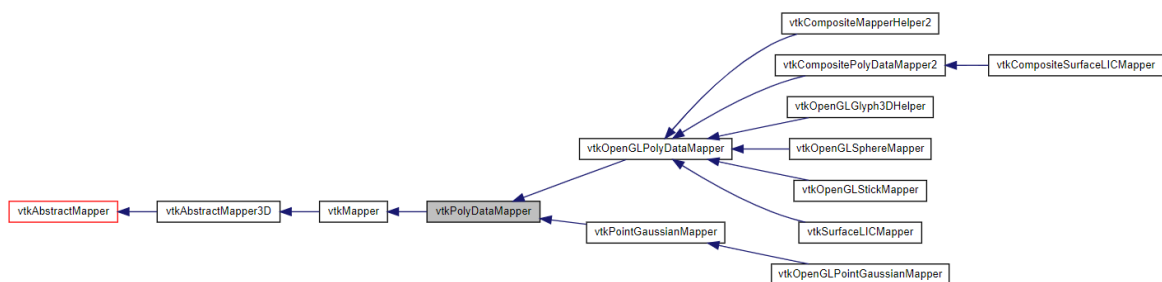 vtkCompositeMapperHelper2
vtkCompositePolyDataMapper2
vtkCompositeSurfaceLICMapper
vtkOpenGLGlyph3DHelper
vtkOpenGLPolyDataMapper
vtkOpenGLSphereMapper
vtkOpenGLStickMapper
vtkAbstractMapper
vtkAbstractMapper3D
vtkMapper
vtkPolyDataMapper
vtkPointGaussianMapper
vtkSurfaceLICMapper
vtkOpenGLPointGaussianMapper